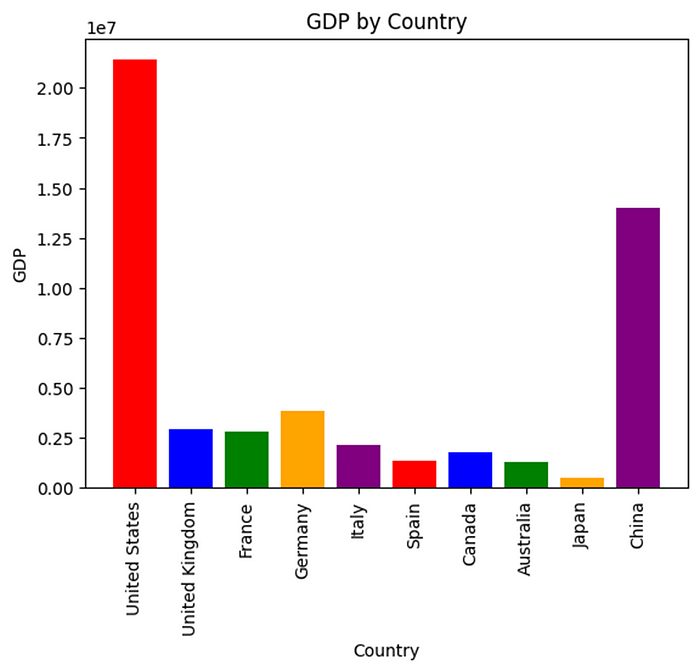 GDP by Country
1e7
2.00
1.75
1.50
1.25
1.00
0.75
0.50
0.25
0.00
GDP
United States
United Kingdom
France
Germany
Italy
Spain
Canada
Australia
Japan
China
Country